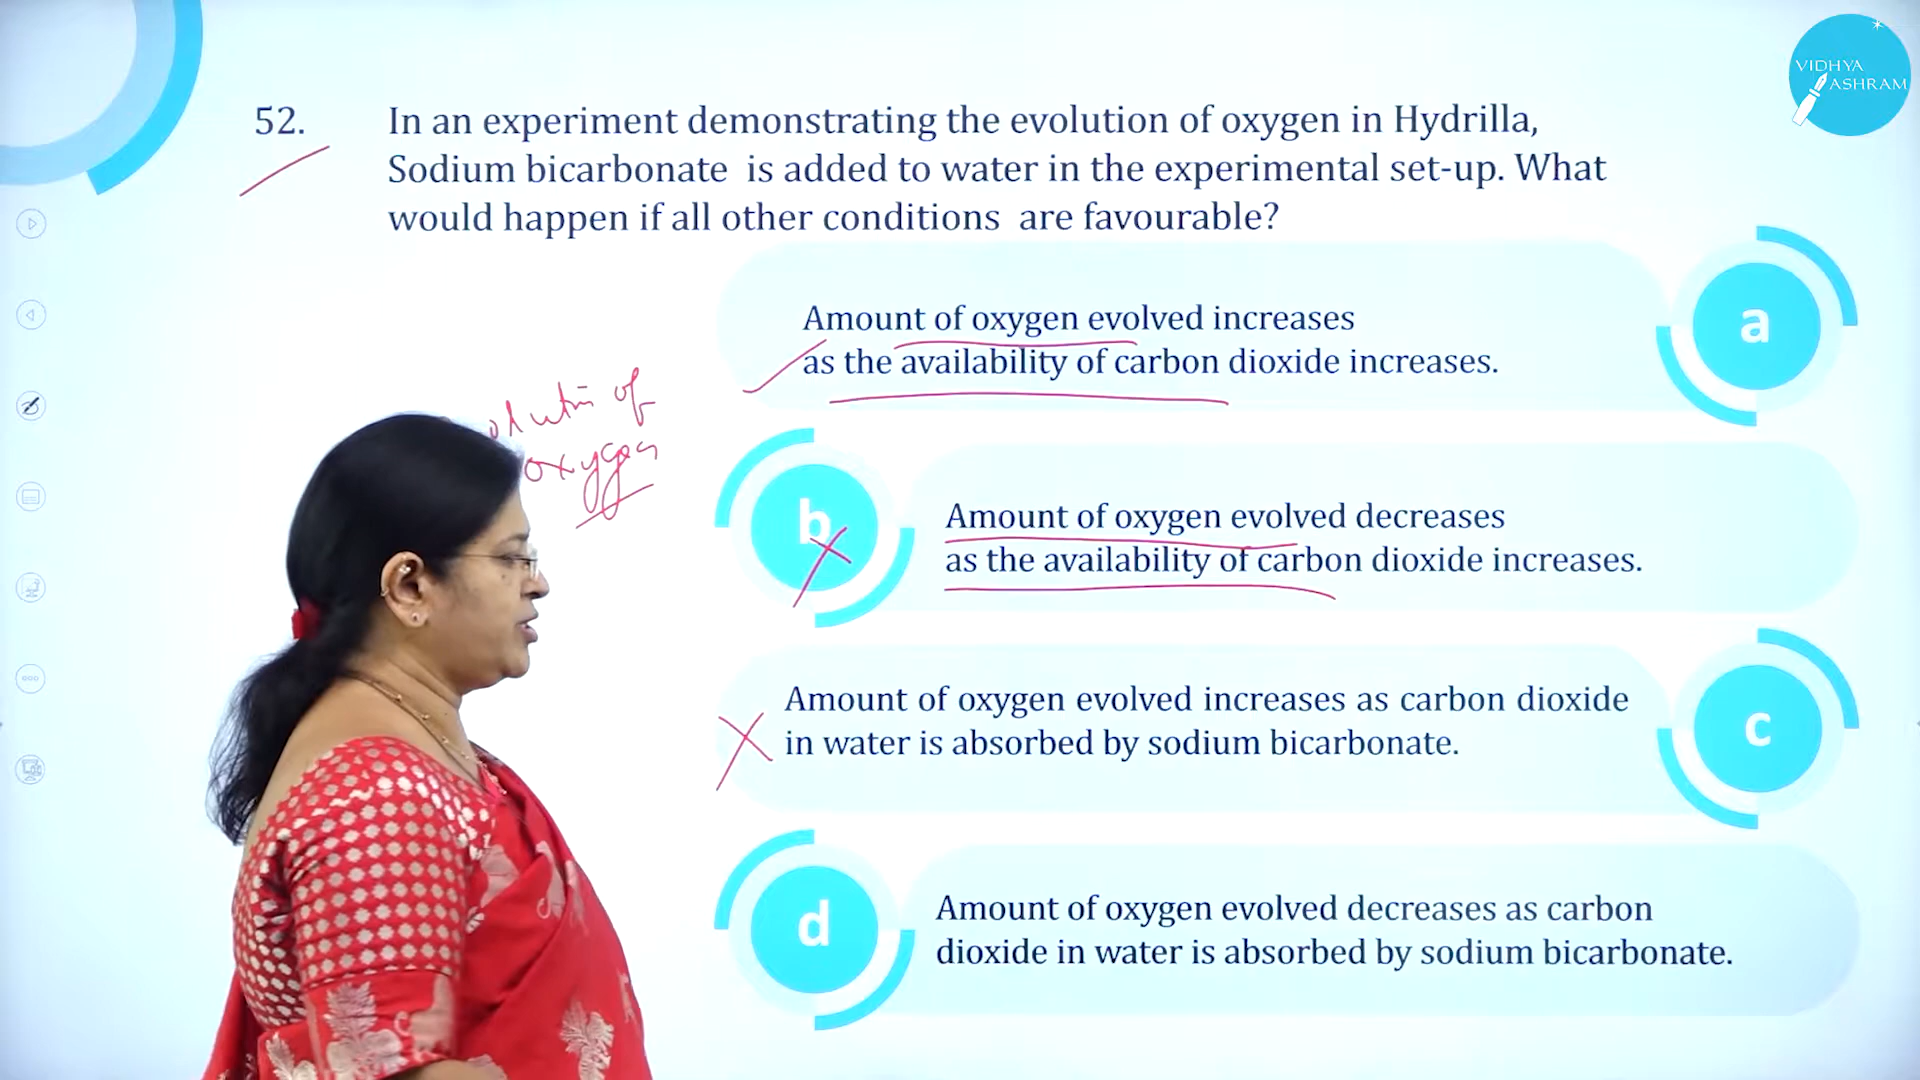 VIDHYA
ASHRAM
52. In an experiment demonstrating the evolution of oxygen in Hydrilla,
Sodium bicarbonate is added to water in the experimental set-up. What
would happen if all other conditions are favourable?
Amount of oxygen evolved increases
as the availability of carbon dioxide increases.
a
of
oxygen
b
Amount of oxygen evolved decreases
as the availability of carbon dioxide increases.
Amount of oxygen evolved increases as carbon dioxide
in water is absorbed by sodium bicarbonate.
c
d
Amount of oxygen evolved decreases as carbon
dioxide in water is absorbed by sodium bicarbonate.